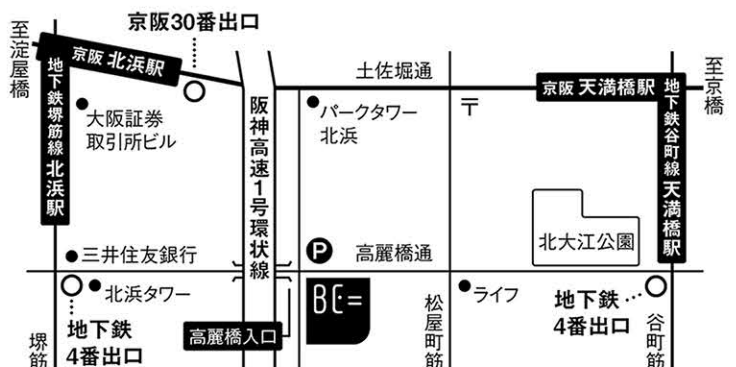 京阪30番出口
至淀屋橋
京阪 北浜駅
土佐堀通
京阪 天満橋駅
至京橋
地下鉄堺筋線 北浜駅
大阪証券
取引所ビル
阪神高速1号環状線
パークタワー
北浜
〒
地下鉄谷町線 天満橋駅
北大江公園
三井住友銀行
P
高麗橋通
北浜タワー
BE=
ライフ
地下鉄
4番出口
地下鉄
4番出口
高麗橋入口
堺筋
松屋町筋
谷町筋